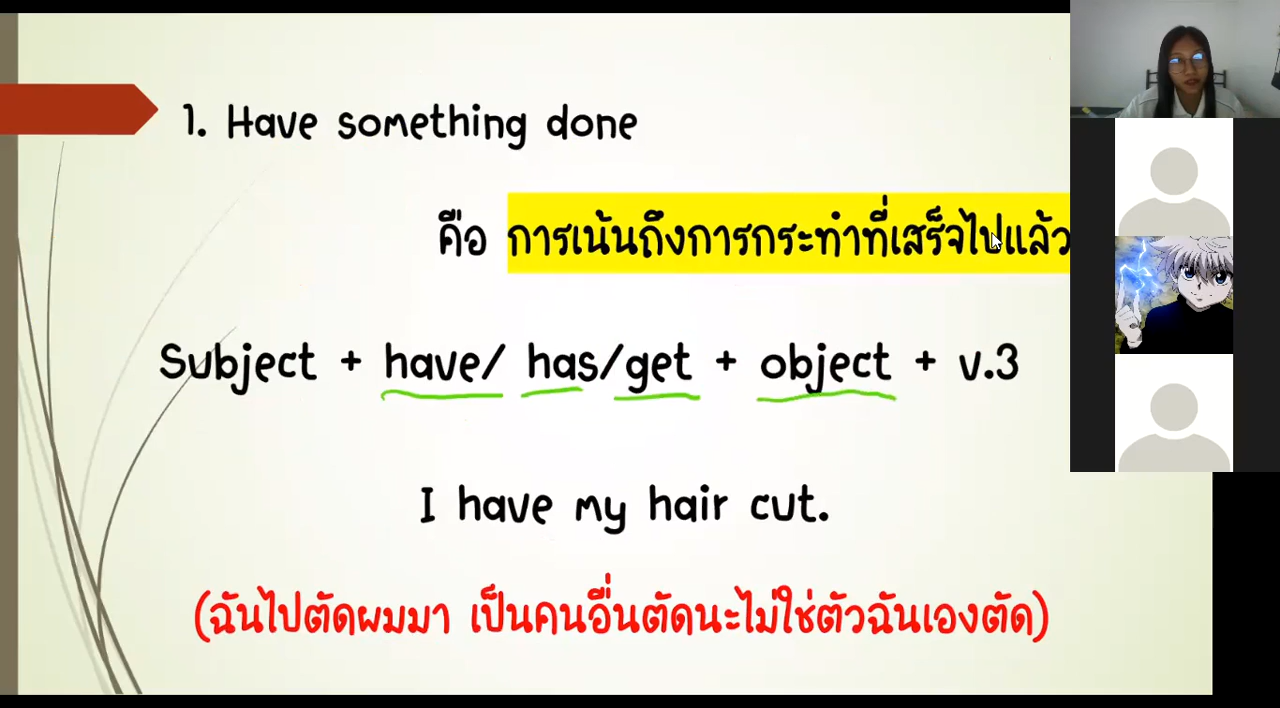 1. Have something done
คือ การเน้นถึงการกระทำที่เสร็จไปแล้ว
Subject + have/ has/get + object + v.3
I have my hair cut.
(ฉันไปตัดผมมา เป็นคนอื่นตัดนะไม่ใช่ตัวฉันเองตัด)